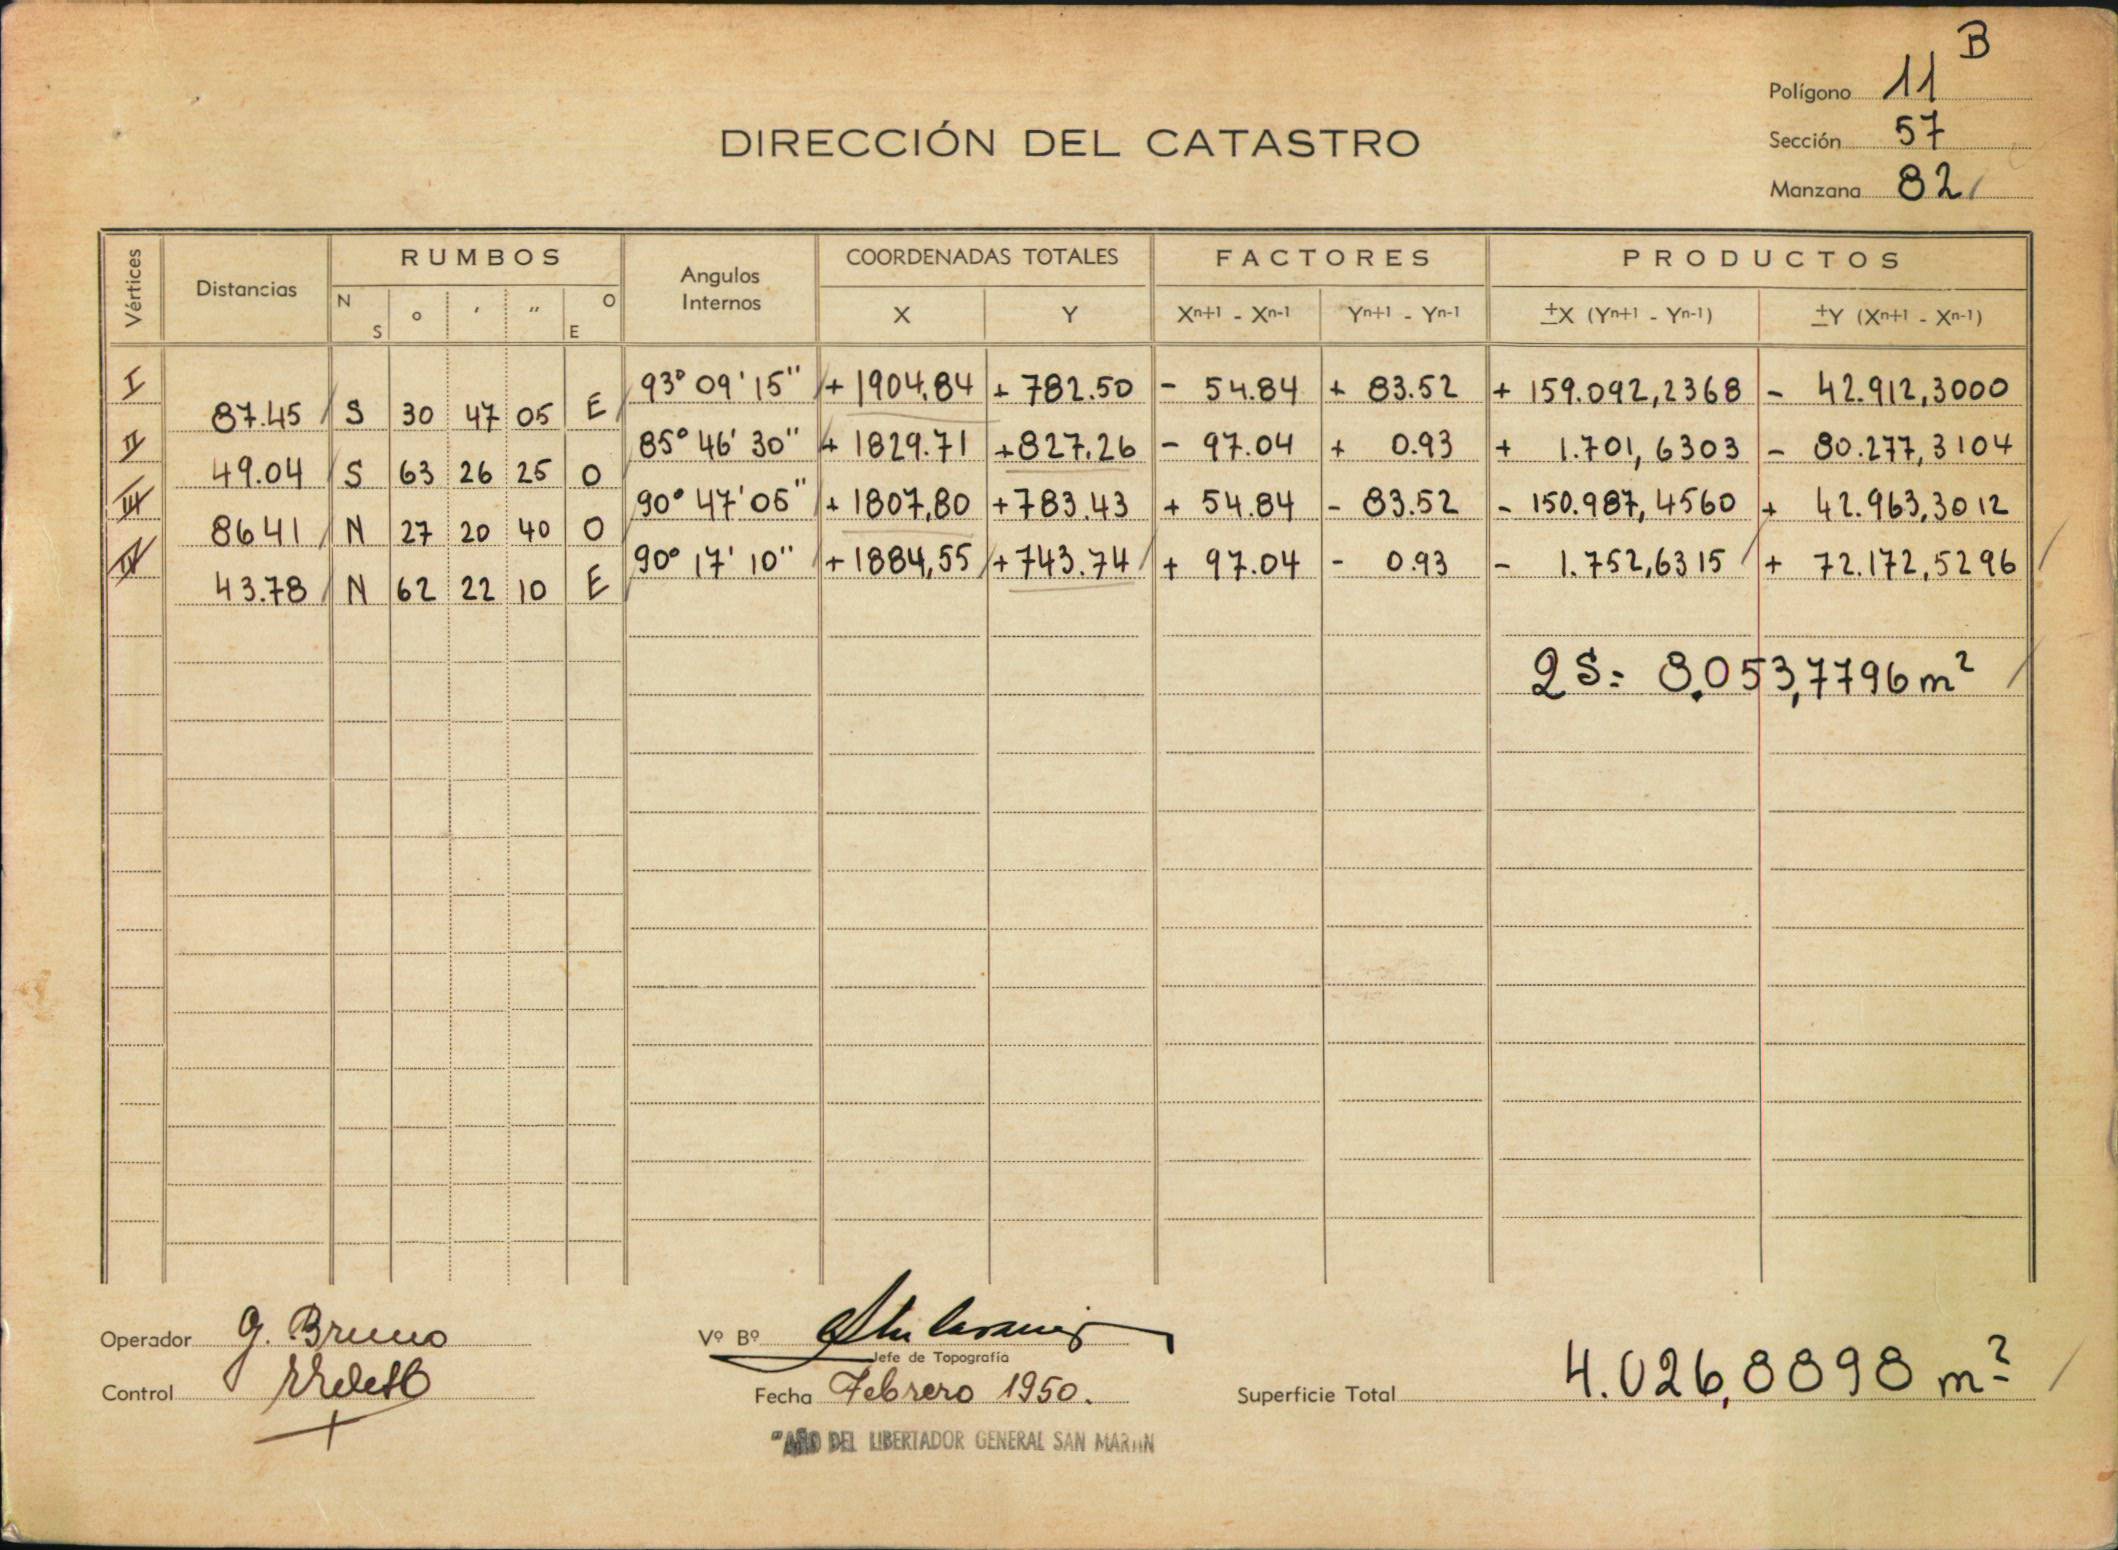 B
Polígono 11
Sección 57
Manzana 82
DIRECCIÓN DEL CATASTRO
Vértices Distancias RUMBOS Angulos Internos COORDENADAS TOTALES FACTORES PRODUCTOS
N S ° ′ ″ O E X Y Xⁿ⁺¹ - Xⁿ⁻¹ Yⁿ⁺¹ - Yⁿ⁻¹ ±X (Yⁿ⁺¹ - Yⁿ⁻¹) ±Y (Xⁿ⁺¹ - Xⁿ⁻¹)
I 93° 09' 15" + 1904.84 + 782.50 - 54.84 + 83.52 + 159.092,2368 - 42.912,3000
87.45 S 30 47 05 E
II 85° 46' 30" + 1829.71 + 827.26 - 97.04 + 0.93 + 1.701,6303 - 80.277,3104
49.04 S 63 26 25 O
III 90° 47' 05" + 1807,80 + 783.43 + 54.84 - 83.52 - 150.987,4560 + 42.963,3012
86 41 N 27 20 40 O
IV 90° 17' 10" + 1884,55 + 743.74 + 97.04 - 0.93 - 1.752,6315 + 72.172,5296
43.78 N 62 22 10 E
2 S = 8.053,7796 m²
Operador G. Bruno
Vº Bº
Jefe de Topografía
Control
Fecha Febrero 1950.
Superficie Total 4.026,8898 m²
"AÑO DEL LIBERTADOR GENERAL SAN MARTIN